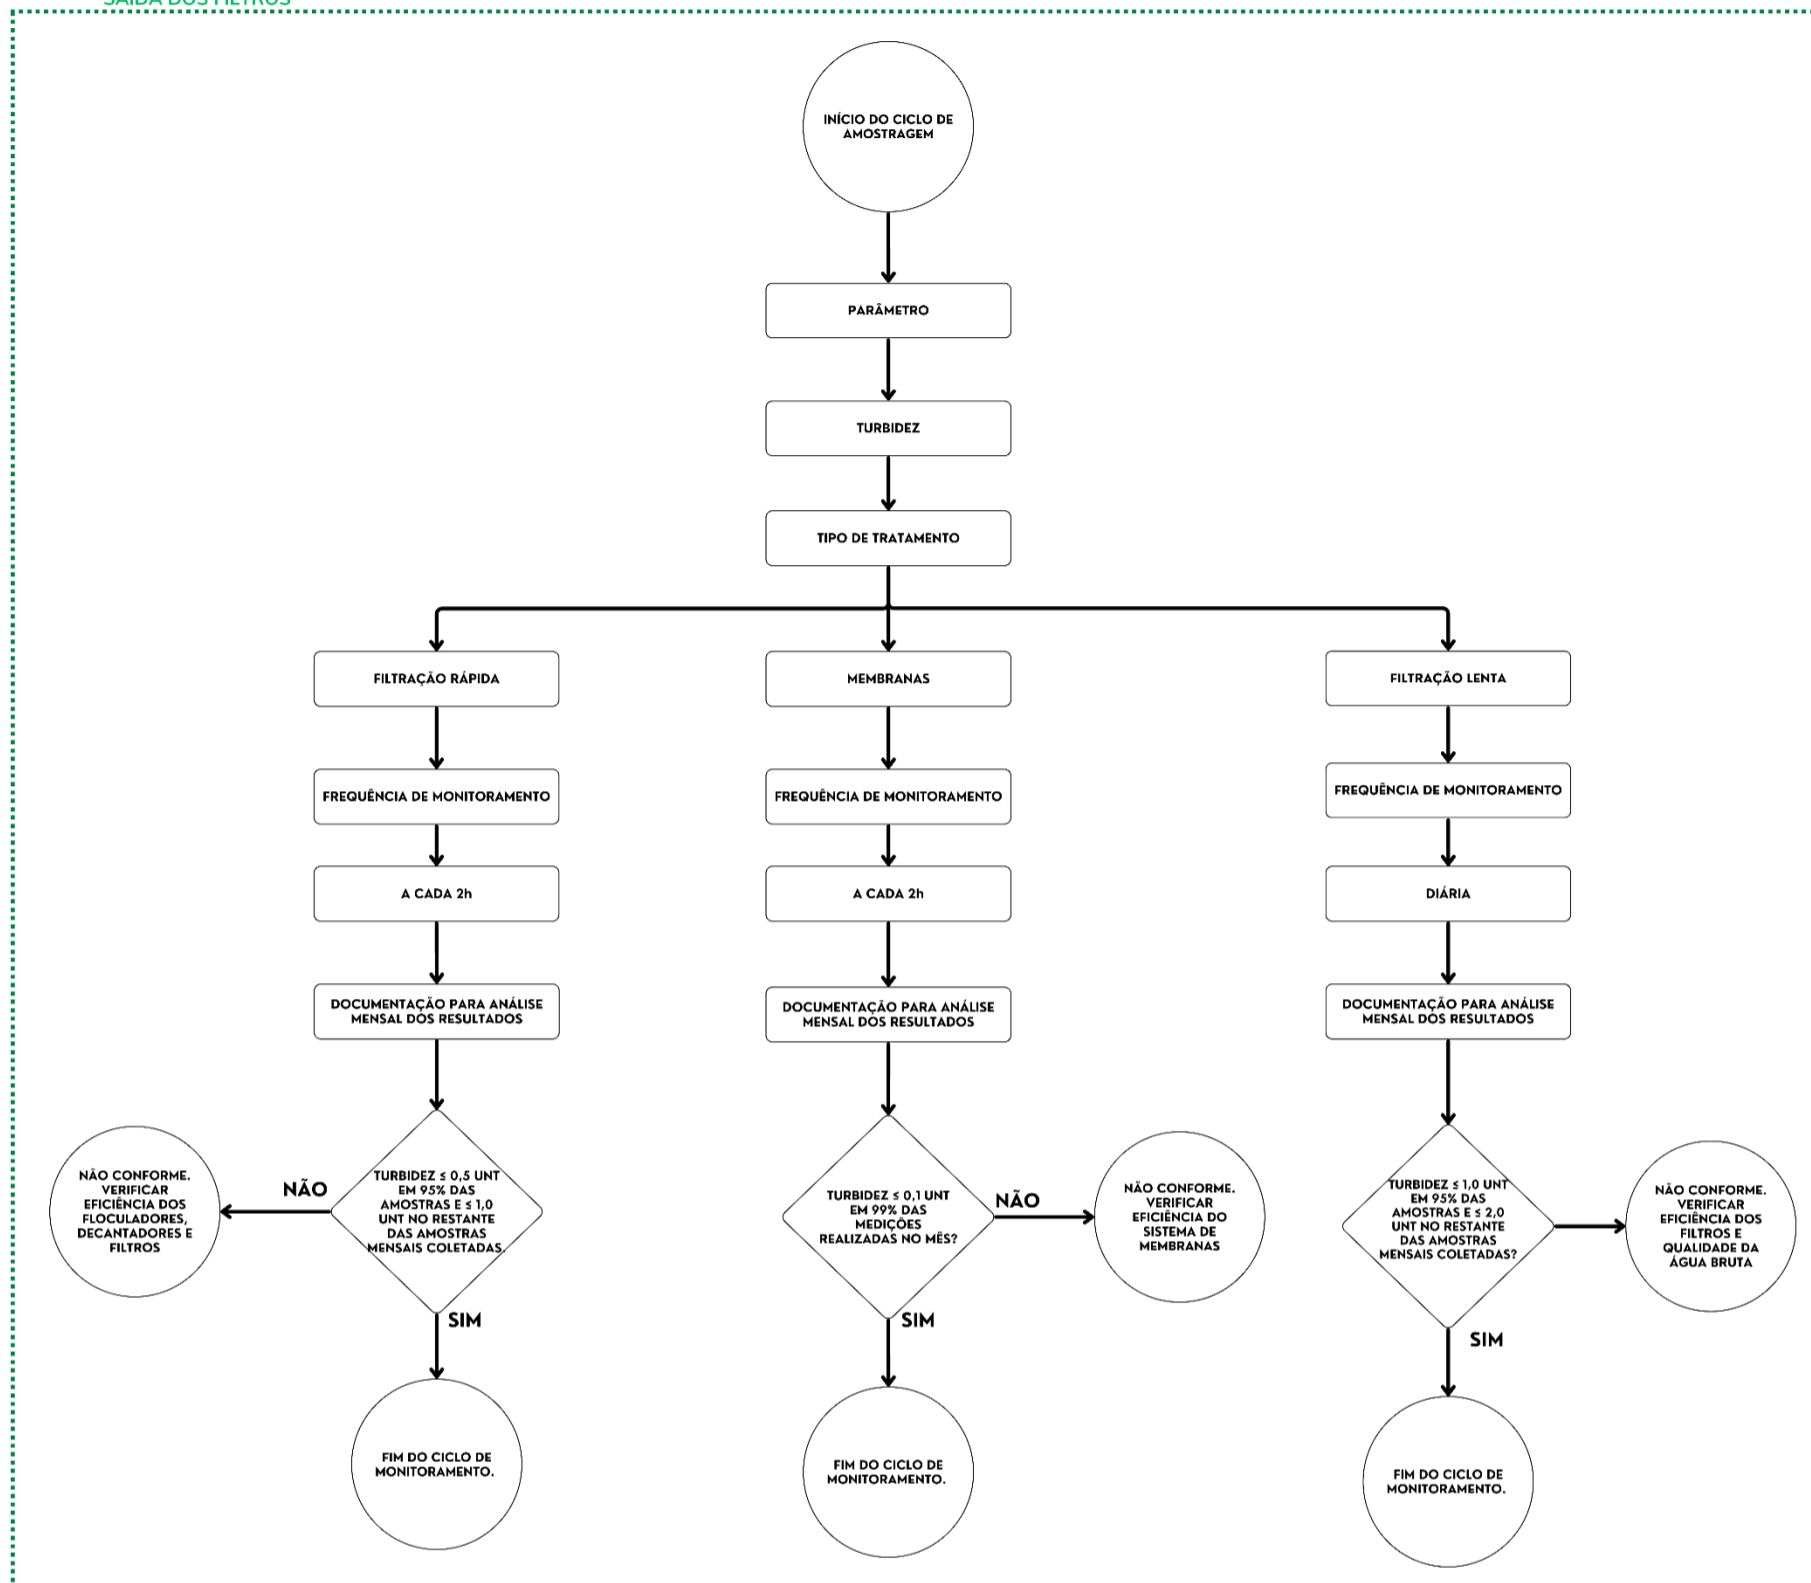 SAÍDA DOS FILTROS
INÍCIO DO CICLO DE
AMOSTRAGEM
PARÂMETRO
TURBIDEZ
TIPO DE TRATAMENTO
FILTRAÇÃO RÁPIDA
FREQUÊNCIA DE MONITORAMENTO
A CADA 2h
DOCUMENTAÇÃO PARA ANÁLISE
MENSAL DOS RESULTADOS
TURBIDEZ ≤ 0,5 UNT
EM 95% DAS
AMOSTRAS E ≤ 1,0
UNT NO RESTANTE
DAS AMOSTRAS
MENSAIS COLETADAS.
NÃO
NÃO CONFORME.
VERIFICAR
EFICIÊNCIA DOS
FLOCULADORES,
DECANTADORES E
FILTROS
SIM
FIM DO CICLO DE
MONITORAMENTO.
MEMBRANAS
FREQUÊNCIA DE MONITORAMENTO
A CADA 2h
DOCUMENTAÇÃO PARA ANÁLISE
MENSAL DOS RESULTADOS
TURBIDEZ ≤ 0,1 UNT
EM 99% DAS
MEDIÇÕES
REALIZADAS NO MÊS?
NÃO
NÃO CONFORME.
VERIFICAR
EFICIÊNCIA DO
SISTEMA DE
MEMBRANAS
SIM
FIM DO CICLO DE
MONITORAMENTO.
FILTRAÇÃO LENTA
FREQUÊNCIA DE MONITORAMENTO
DIÁRIA
DOCUMENTAÇÃO PARA ANÁLISE
MENSAL DOS RESULTADOS
TURBIDEZ ≤ 1,0 UNT
EM 95% DAS
AMOSTRAS E ≤ 2,0
UNT NO RESTANTE
DAS AMOSTRAS
MENSAIS COLETADAS?
NÃO CONFORME.
VERIFICAR
EFICIÊNCIA DOS
FILTROS E
QUALIDADE DA
ÁGUA BRUTA
SIM
FIM DO CICLO DE
MONITORAMENTO.